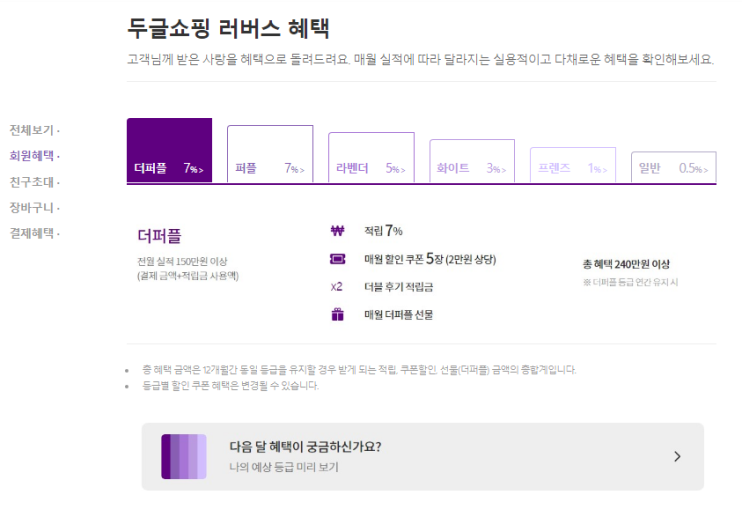 두글쇼핑 러버스 혜택
고객님께 받은 사랑을 혜택으로 돌려드려요. 매월 실적에 따라 달라지는 실용적이고 다채로운 혜택을 확인해보세요.
전체보기 ·
회원혜택 ·
친구초대 ·
장바구니 ·
결제혜택 ·
더퍼플 7%>
퍼플 7%>
라벤더 5%>
화이트 3%>
프렌즈 1%>
일반 0.5%>
더퍼플
전월 실적 150만원 이상
(결제 금액+적립금 사용액)
₩ 적립 7%
매월 할인 쿠폰 5장 (2만원 상당)
x2 더블 후기 적립금
매월 더퍼플 선물
총 혜택 240만원 이상
※ 더퍼플 등급 연간 유지 시
• 총 혜택 금액은 12개월간 동일 등급을 유지할 경우 받게 되는 적립, 쿠폰할인, 선물(더퍼플) 금액의 총합계입니다.
• 등급별 할인 쿠폰 혜택은 변경될 수 있습니다.
다음 달 혜택이 궁금하신가요?
나의 예상 등급 미리 보기